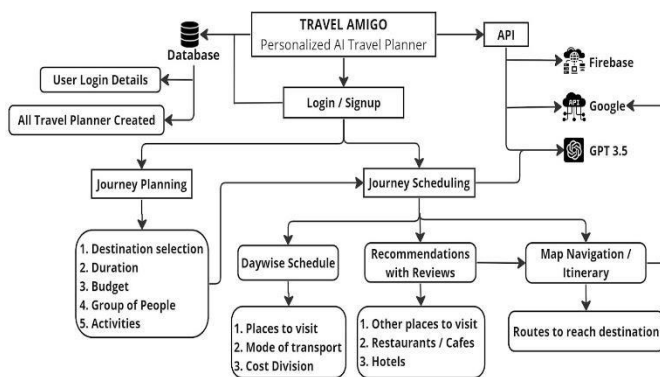 TRAVEL AMIGO
Personalized AI Travel Planner
API
Database
Firebase
User Login Details
Login / Signup
API
Google
All Travel Planner Created
GPT 3.5
Journey Planning
Journey Scheduling
1. Destination selection
2. Duration
3. Budget
4. Group of People
5. Activities
Daywise Schedule
Recommendations
with Reviews
Map Navigation /
Itinerary
1. Places to visit
2. Mode of transport
3. Cost Division
1. Other places to visit
2. Restaurants / Cafes
3. Hotels
Routes to reach destination